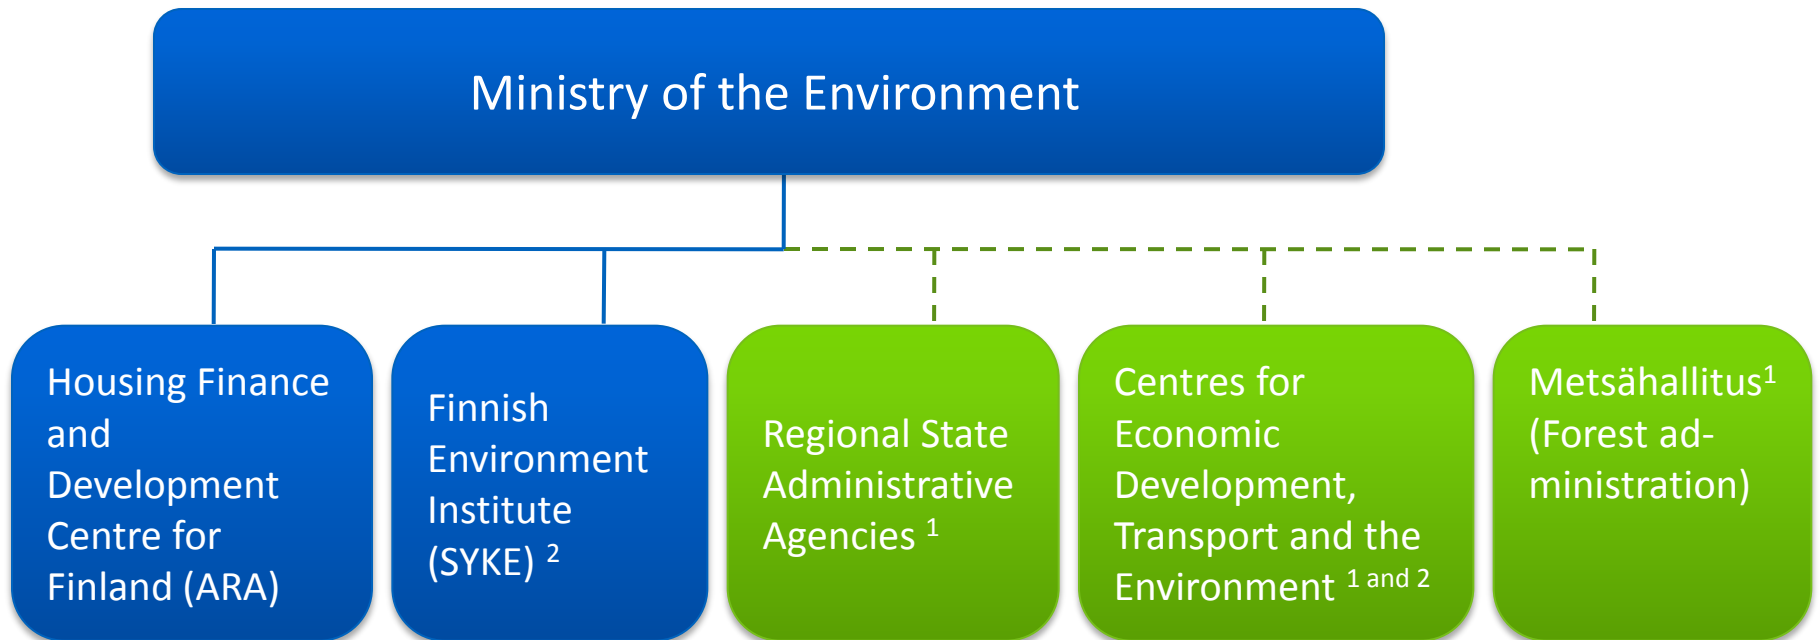 Ministry of the Environment
Housing Finance
and
Development
Centre for
Finland (ARA)
Finnish
Environment
Institute
(SYKE) ²
Regional State
Administrative
Agencies ¹
Centres for
Economic
Development,
Transport and the
Environment ¹ ᵃⁿᵈ ²
Metsähallitus¹
(Forest ad-
ministration)